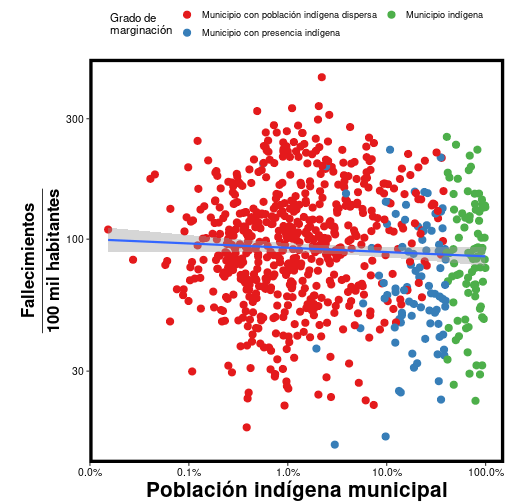 Grado de
marginación
Municipio con población indígena dispersa
Municipio indígena
Municipio con presencia indígena
Fallecimientos
100 mil habitantes
300
100
30
0.0%
0.1%
1.0%
10.0%
100.0%
Población indígena municipal